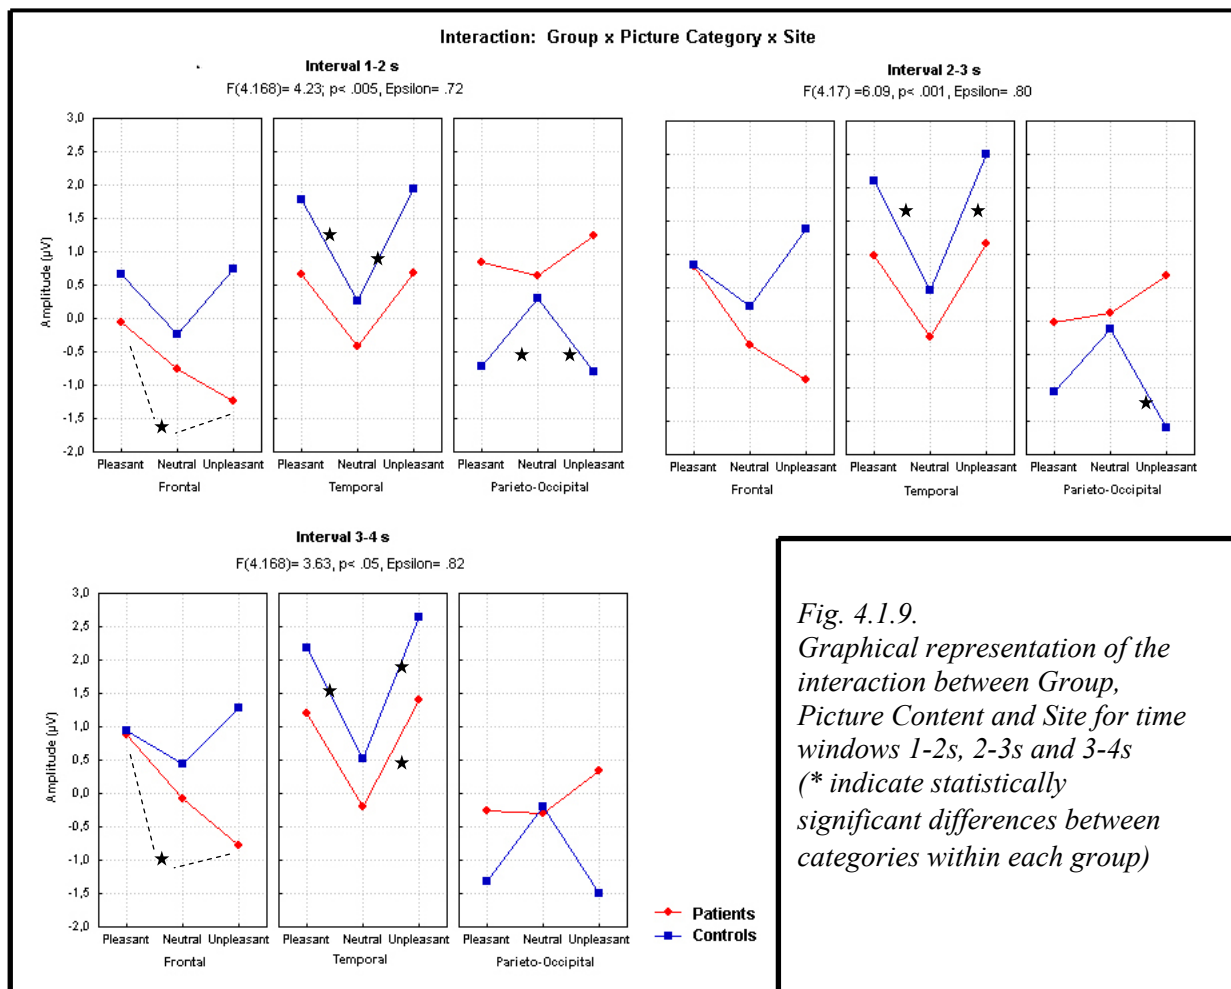 Interaction: Group x Picture Category x Site
Interval 1-2 s
F(4.168)= 4.23; p< .005, Epsilon= .72
Interval 2-3 s
F(4.17) =6.09, p< .001, Epsilon= .80
Amplitude (µV)
3,0
2,5
2,0
1,5
1,0
0,5
0,0
-0,5
-1,0
-1,5
-2,0
Pleasant Neutral Unpleasant Pleasant Neutral Unpleasant Pleasant Neutral Unpleasant
Frontal Temporal Parieto-Occipital
Pleasant Neutral Unpleasant Pleasant Neutral Unpleasant Pleasant Neutral Unpleasant
Frontal Temporal Parieto-Occipital
Interval 3-4 s
F(4.168)= 3.63, p< .05, Epsilon= .82
Amplitude (µV)
3,0
2,5
2,0
1,5
1,0
0,5
0,0
-0,5
-1,0
-1,5
-2,0
Pleasant Neutral Unpleasant Pleasant Neutral Unpleasant Pleasant Neutral Unpleasant
Frontal Temporal Parieto-Occipital
Patients
Controls
Fig. 4.1.9.
Graphical representation of the
interaction between Group,
Picture Content and Site for time
windows 1-2s, 2-3s and 3-4s
(* indicate statistically
significant differences between
categories within each group)